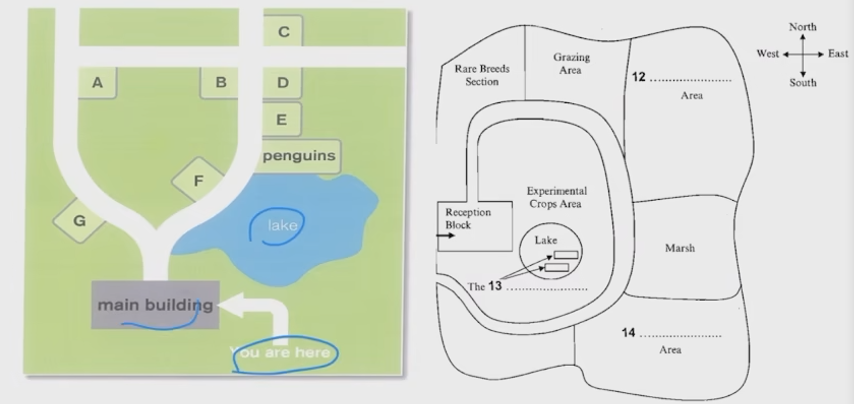 C
A
B
D
E
penguins
F
G
lake
main building
You are here
North
West
East
South
Rare Breeds
Section
Grazing
Area
12 ........................
Area
Experimental
Crops Area
Reception
Block
Lake
Marsh
The 13 ........................
14 ........................
Area